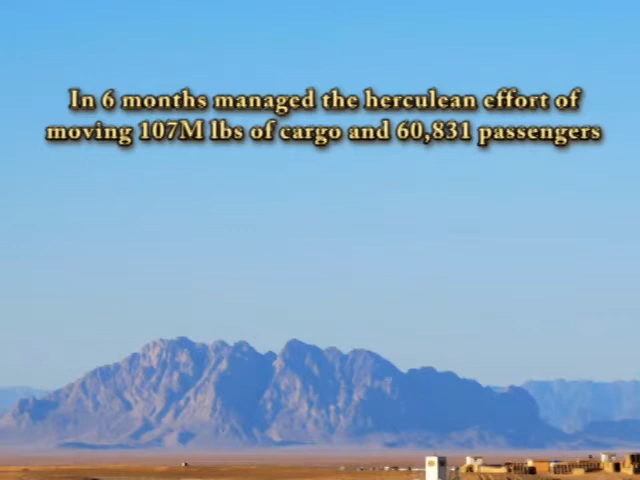 In 6 months managed the herculean effort of
moving 107M lbs of cargo and 60,831 passengers